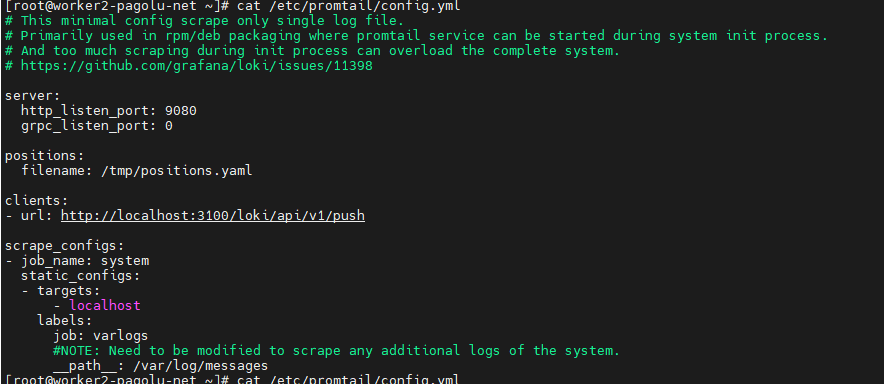 [root@worker2-pagolu-net ~]# cat /etc/promtail/config.yml
# This minimal config scrape only single log file.
# Primarily used in rpm/deb packaging where promtail service can be started during system init process.
# And too much scraping during init process can overload the complete system.
# https://github.com/grafana/loki/issues/11398

server:
  http_listen_port: 9080
  grpc_listen_port: 0

positions:
  filename: /tmp/positions.yaml

clients:
- url: http://localhost:3100/loki/api/v1/push

scrape_configs:
- job_name: system
  static_configs:
  - targets:
      - localhost
    labels:
      job: varlogs
      #NOTE: Need to be modified to scrape any additional logs of the system.
      __path__: /var/log/messages
[root@worker2-pagolu-net ~]# cat /etc/promtail/config.yml